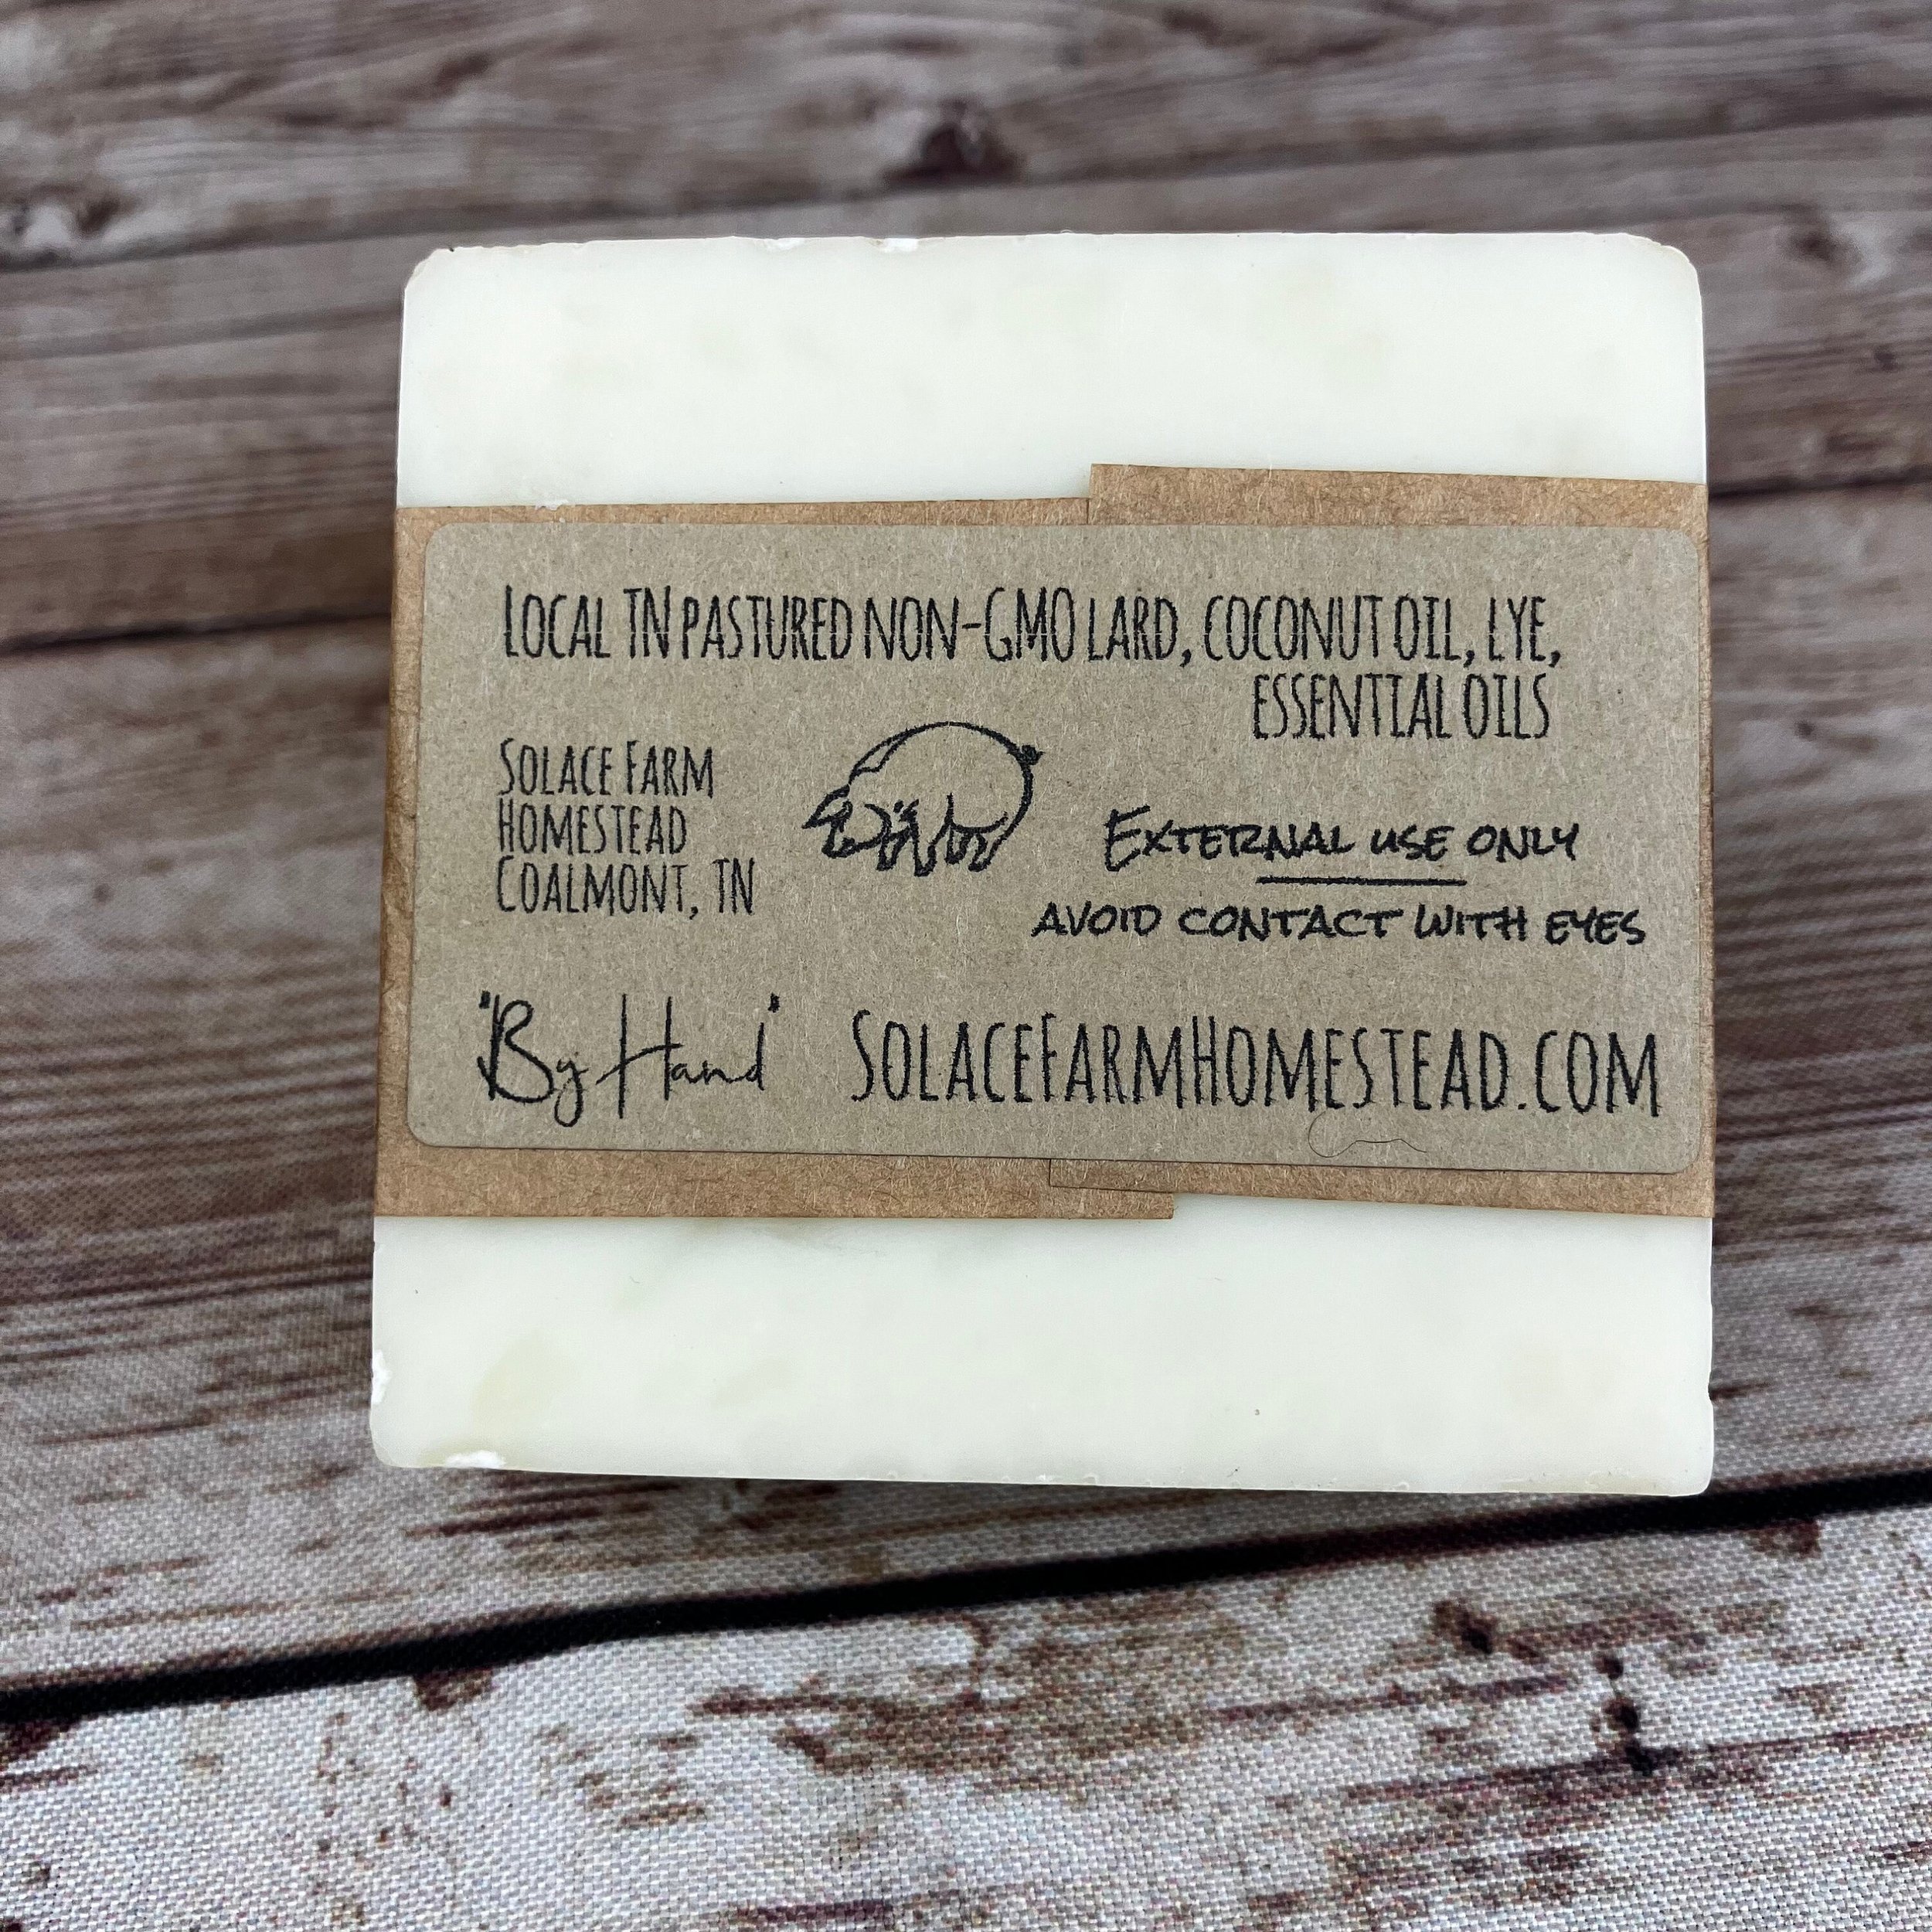 LOCAL TN PASTURED NON-GMO LARD, COCONUT OIL, LYE,
ESSENTIAL OILS
SOLACE FARM
HOMESTEAD
COALMONT, TN
EXTERNAL USE ONLY
AVOID CONTACT WITH EYES
"By Hand"
SOLACEFARMHOMESTEAD.COM